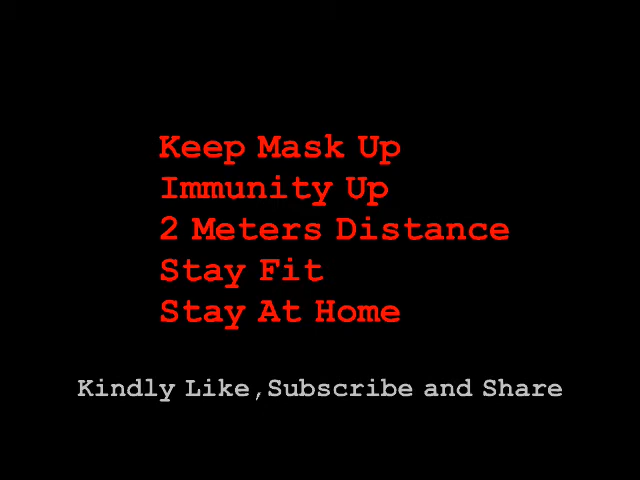 Keep Mask Up
Immunity Up
2 Meters Distance
Stay Fit
Stay At Home
Kindly Like,Subscribe and Share